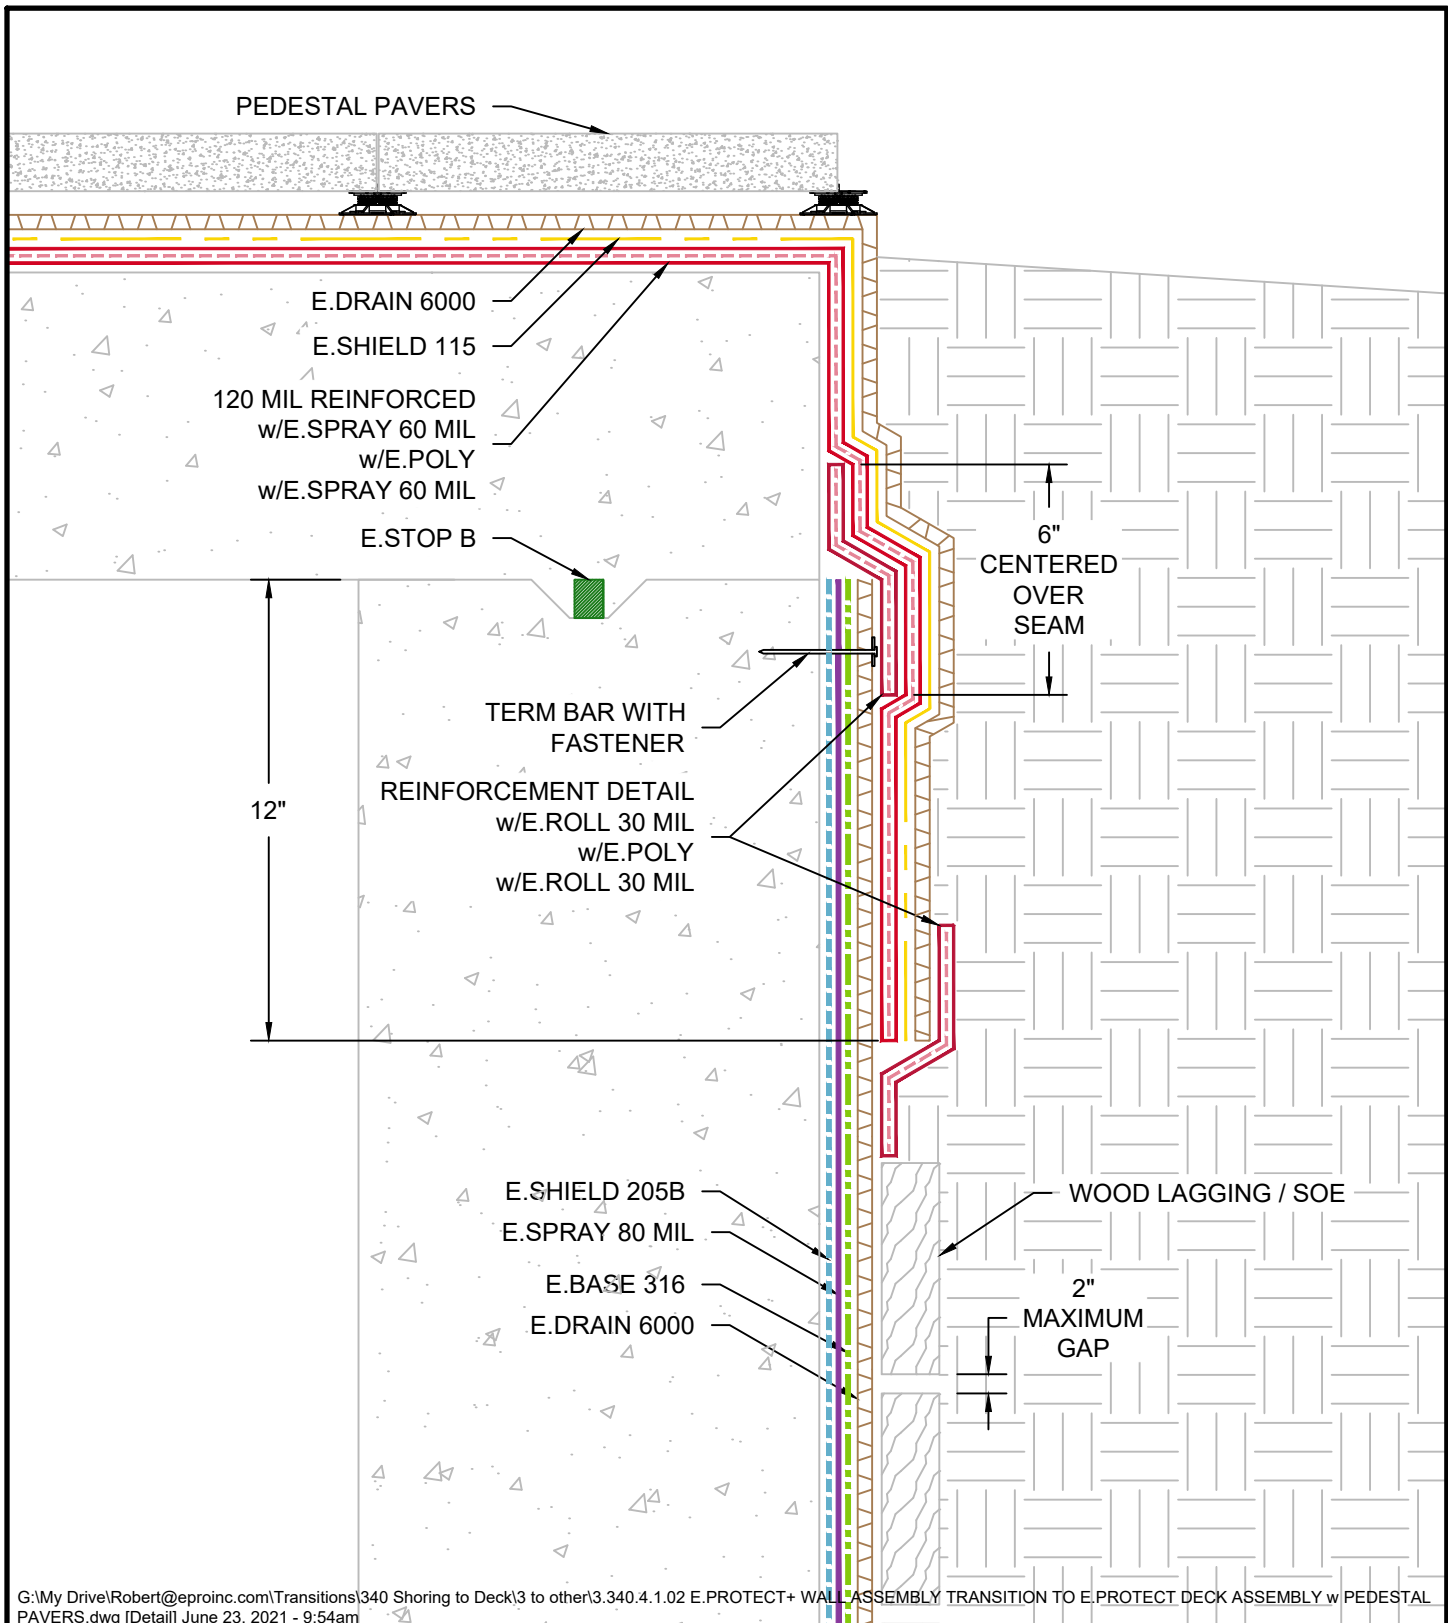 PEDESTAL PAVERS
E.DRAIN 6000
E.SHIELD 115
120 MIL REINFORCED
w/E.SPRAY 60 MIL
w/E.POLY
w/E.SPRAY 60 MIL
E.STOP B
6"
CENTERED
OVER
SEAM
TERM BAR WITH
FASTENER
12"
REINFORCEMENT DETAIL
w/E.ROLL 30 MIL
w/E.POLY
w/E.ROLL 30 MIL
E.SHIELD 205B
E.SPRAY 80 MIL
E.BASE 316
E.DRAIN 6000
WOOD LAGGING / SOE
2"
MAXIMUM
GAP
G:\My Drive\Robert@eproinc.com\Transitions\340 Shoring to Deck\3 to other\3.340.4.1.02 E.PROTECT+ WALL ASSEMBLY TRANSITION TO E.PROTECT DECK ASSEMBLY w PEDESTAL
PAVERS.dwg [Detail] June 23, 2021 - 9:54am